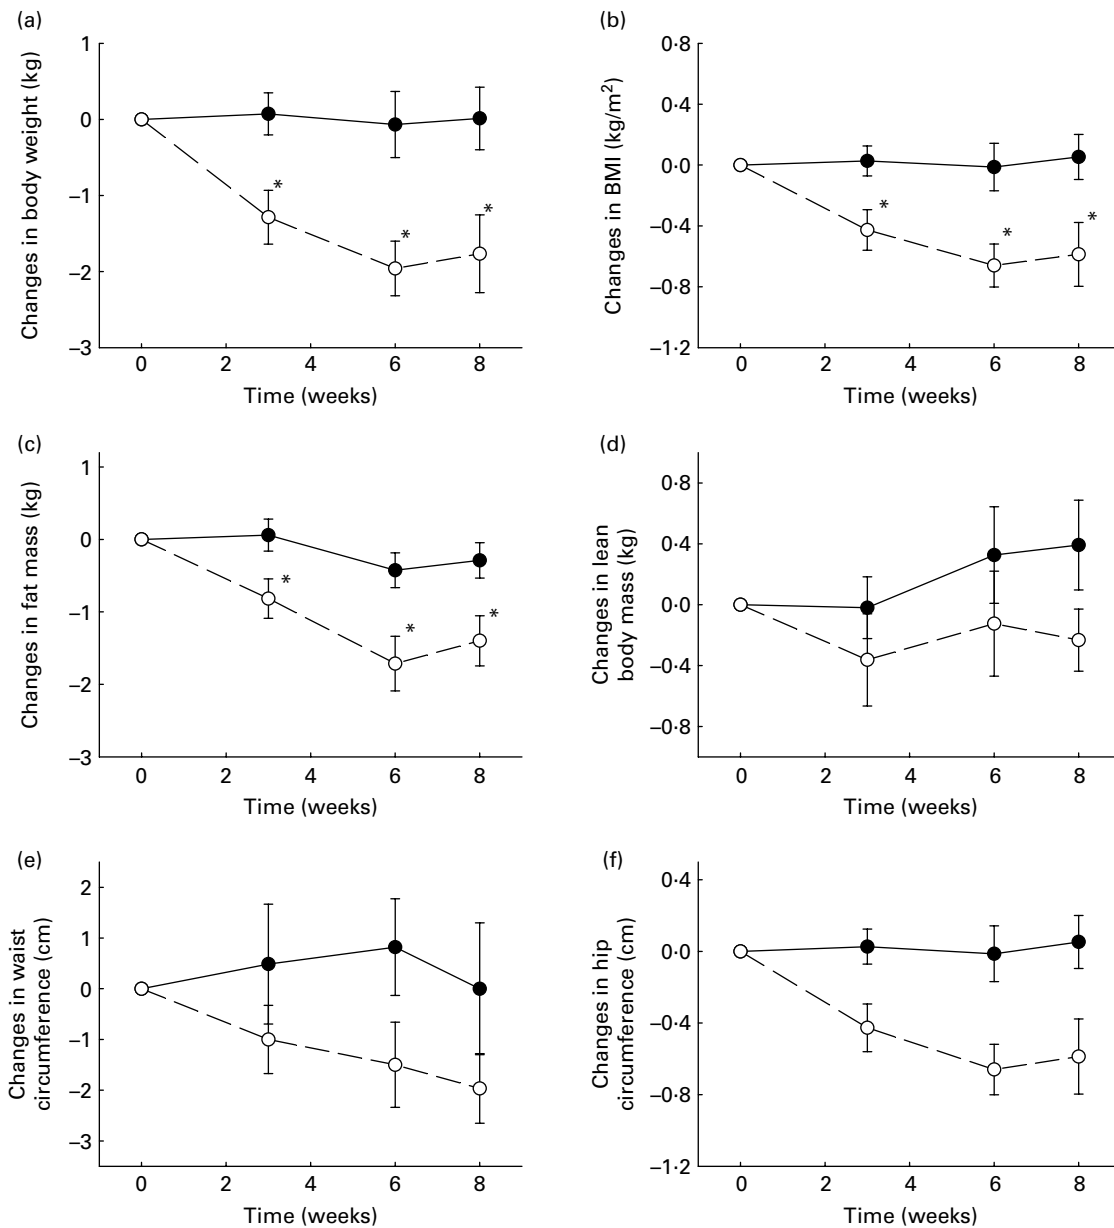 (a)
1
0
–1
–2
–3
Changes in body weight (kg)
*
*
*
0 2 4 6 8
Time (weeks)
(b)
0·8
0·4
0·0
–0·4
–0·8
–1·2
Changes in BMI (kg/m²)
*
*
*
0 2 4 6 8
Time (weeks)
(c)
1
0
–1
–2
–3
Changes in fat mass (kg)
*
*
*
0 2 4 6 8
Time (weeks)
(d)
0·8
0·4
0·0
–0·4
–0·8
Changes in lean
body mass (kg)
0 2 4 6 8
Time (weeks)
(e)
2
1
0
–1
–2
–3
Changes in waist
circumference (cm)
0 2 4 6 8
Time (weeks)
(f)
0·4
0·0
–0·4
–0·8
–1·2
Changes in hip
circumference (cm)
0 2 4 6 8
Time (weeks)